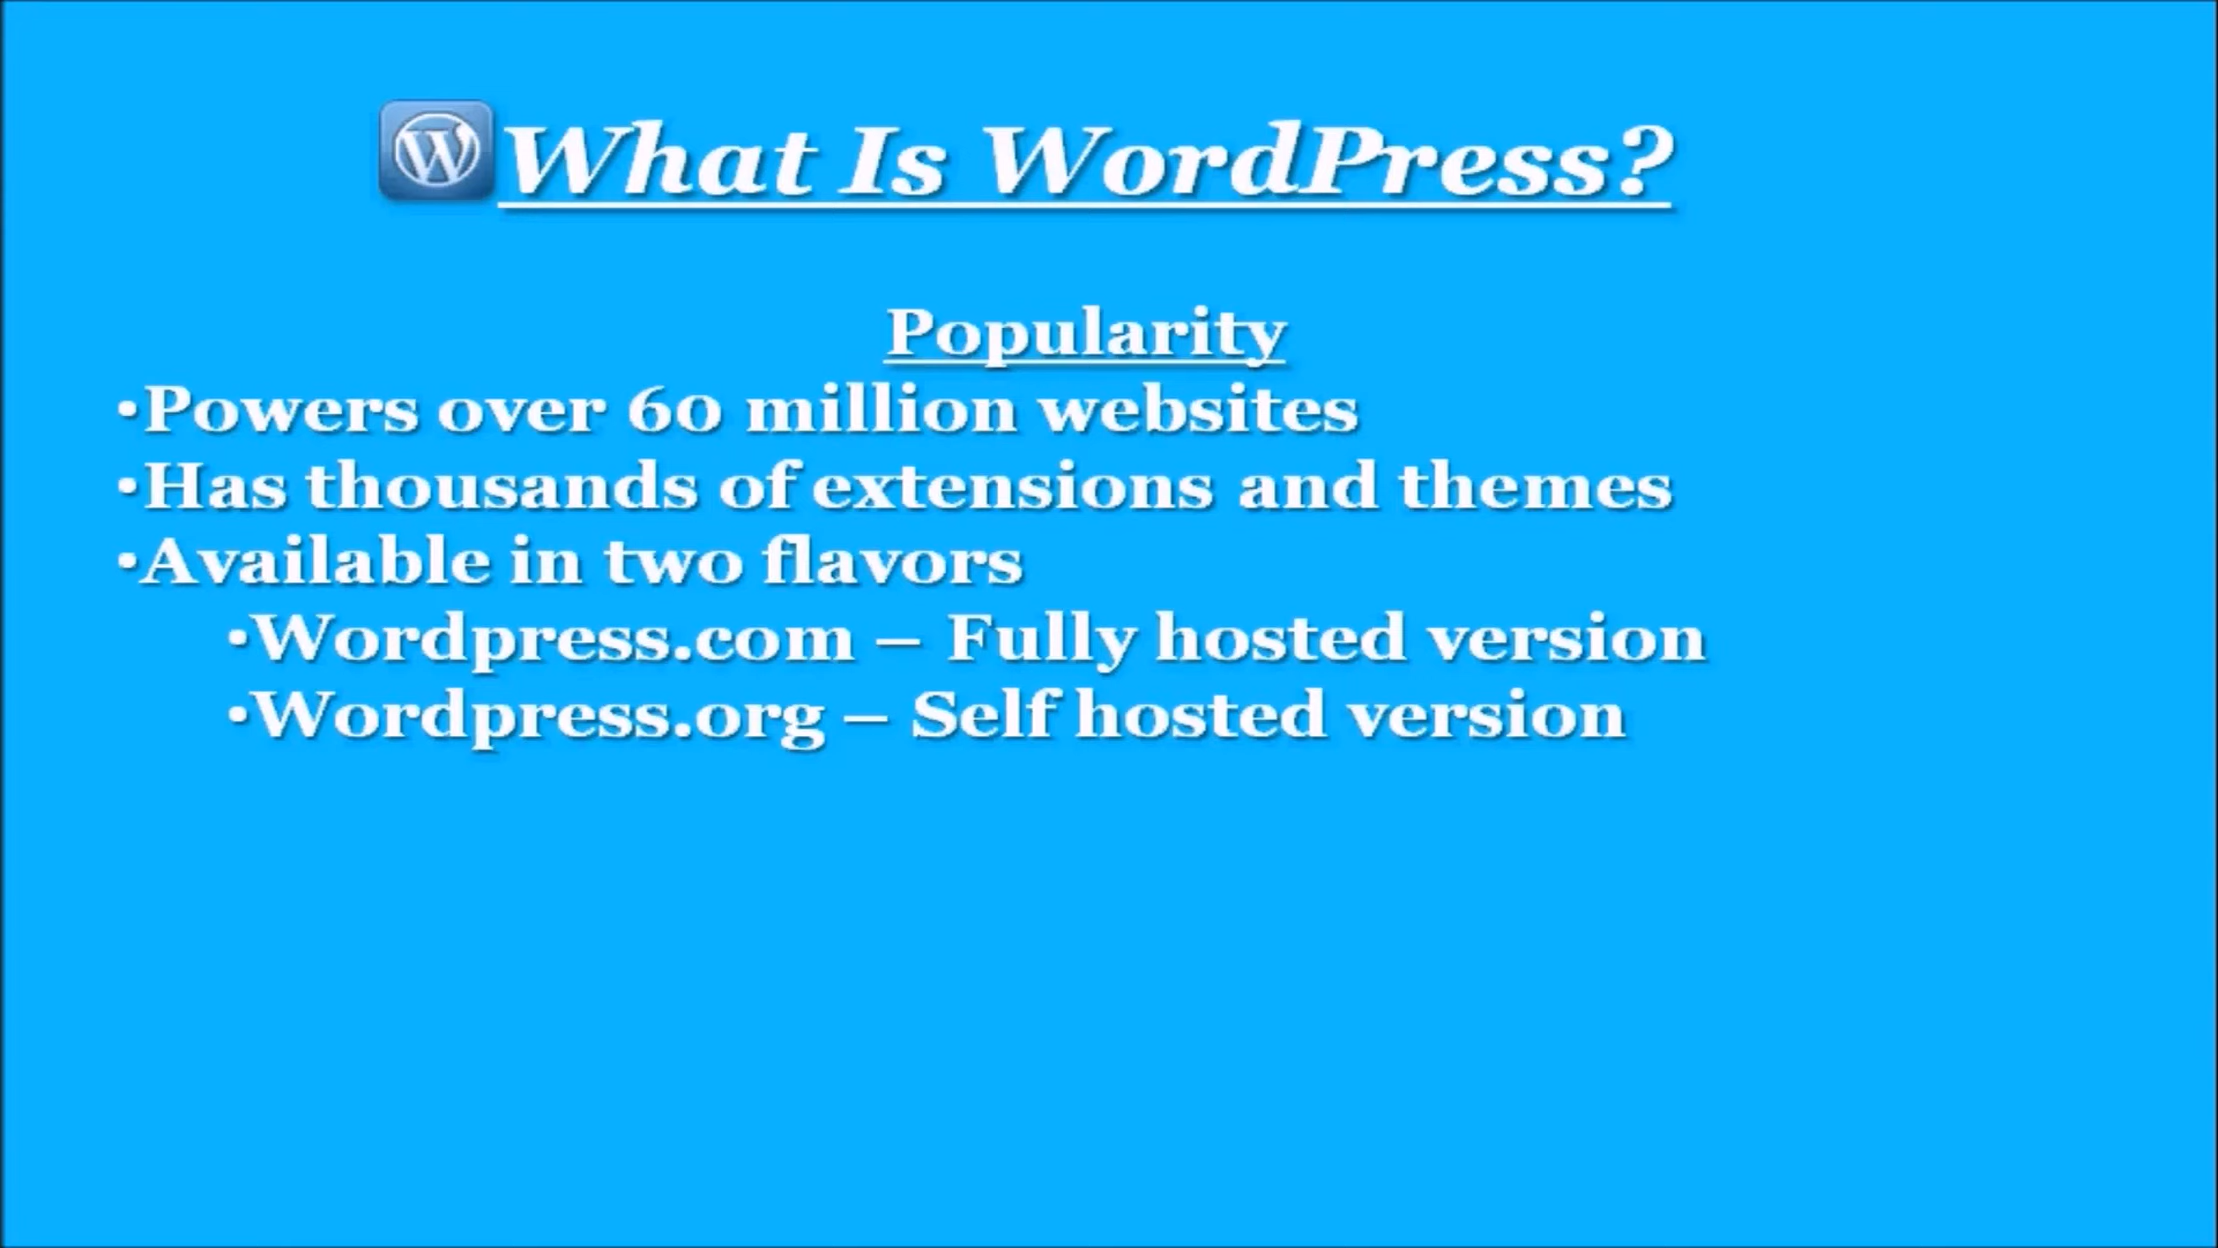 What Is WordPress?
Popularity
•Powers over 60 million websites
•Has thousands of extensions and themes
•Available in two flavors
•Wordpress.com – Fully hosted version
•Wordpress.org – Self hosted version